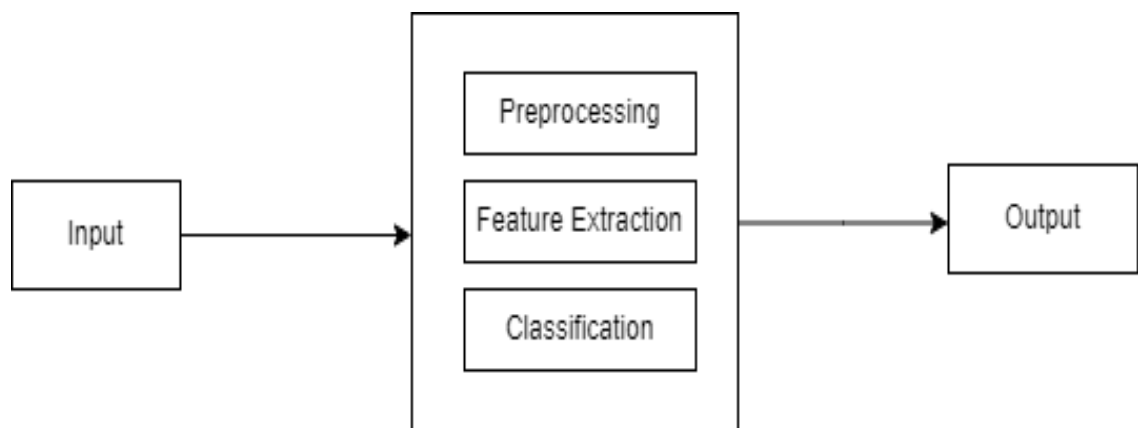 Input
Preprocessing
Feature Extraction
Classification
Output